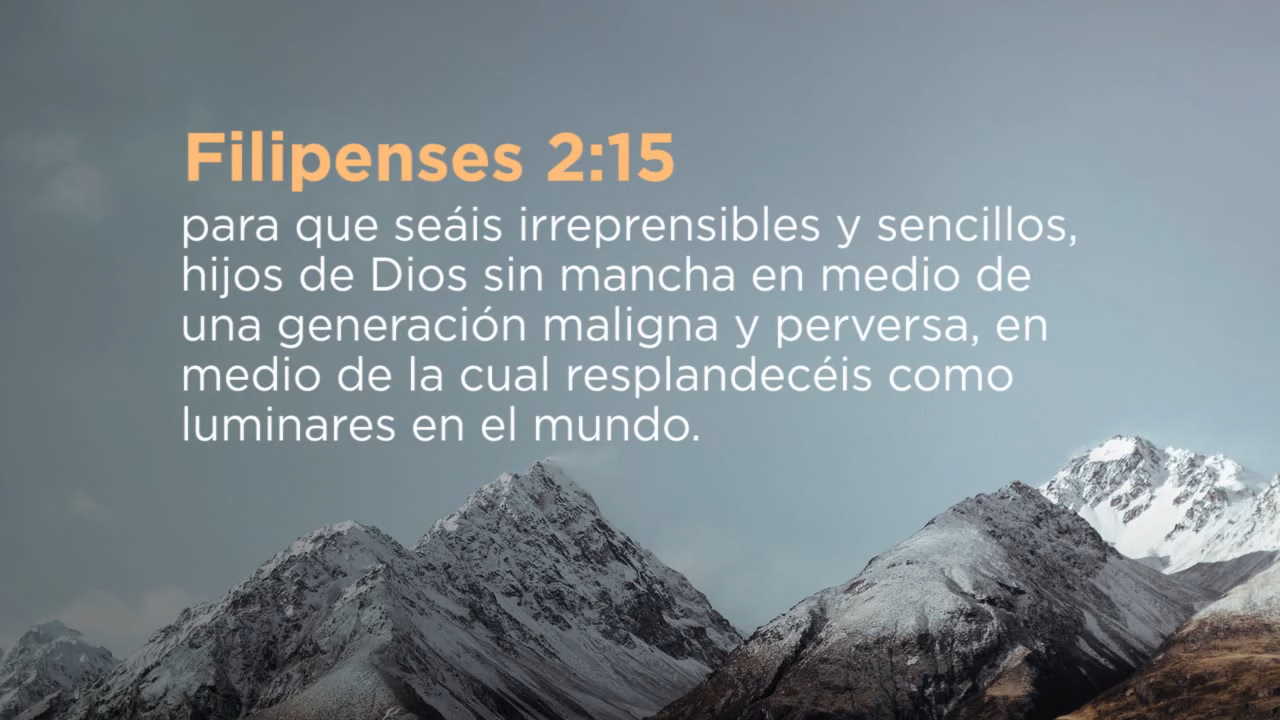 Filipenses 2:15
para que seáis irreprensibles y sencillos,
hijos de Dios sin mancha en medio de
una generación maligna y perversa, en
medio de la cual resplandecéis como
luminares en el mundo.